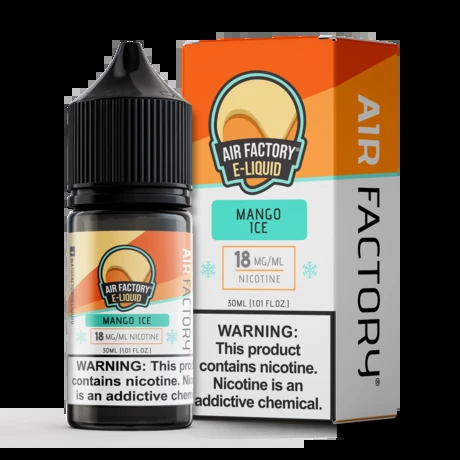 AIR FACTORY®
E-LIQUID
MANGO
ICE
18 MG/ML
NICOTINE
30ML (1.01 FL.OZ.)
WARNING:
This product
contains nicotine.
Nicotine is an
addictive chemical.
AIR FACTORY®
AIR FACTORY
E-LIQUID
MANGO ICE
18 MG/ML NICOTINE
30ML (1.01 FL.OZ.)
WARNING: This pro
contains nicotine.
is an addictive chem
AIR FACTORY